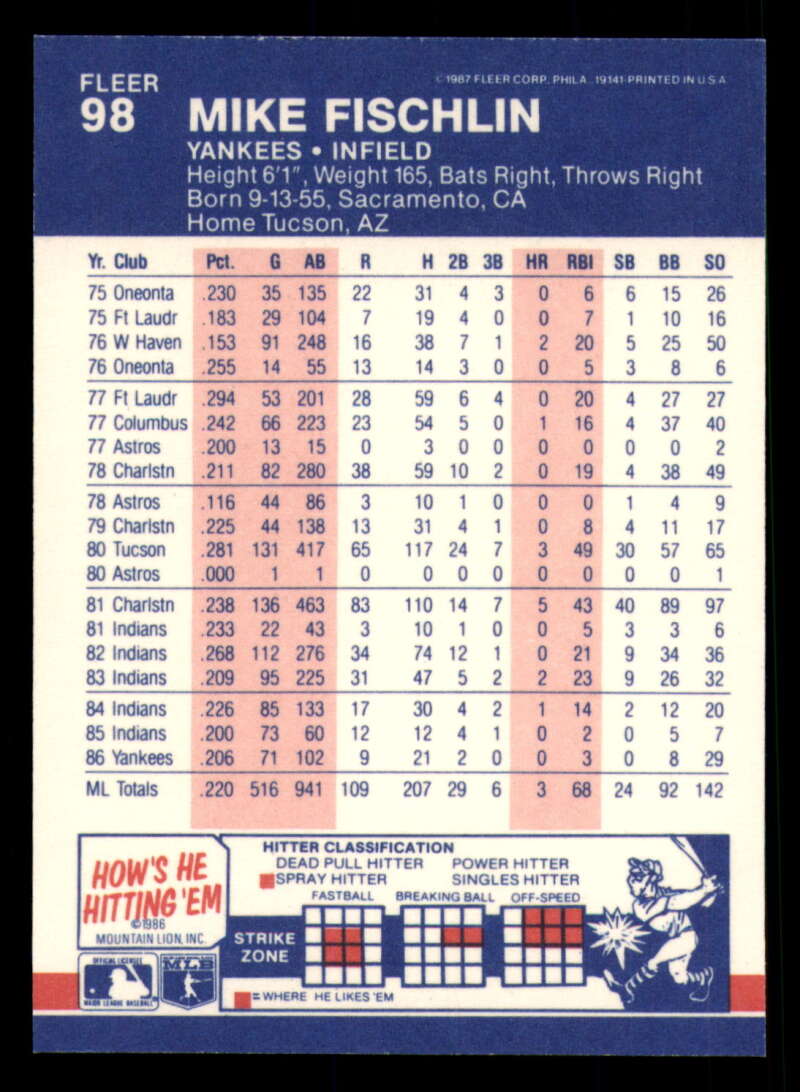 FLEER
98
©1987 FLEER CORP. PHILA. 19141-PRINTED IN U S A
MIKE FISCHLIN
YANKEES • INFIELD
Height 6'1", Weight 165, Bats Right, Throws Right
Born 9-13-55, Sacramento, CA
Home Tucson, AZ
Yr. Club Pct. G AB R H 2B 3B HR RBI SB BB SO
75 Oneonta .230 35 135 22 31 4 3 0 6 6 15 26
75 Ft Laudr .183 29 104 7 19 4 0 0 7 1 10 16
76 W Haven .153 91 248 16 38 7 1 2 20 5 25 50
76 Oneonta .255 14 55 13 14 3 0 0 5 3 8 6
77 Ft Laudr .294 53 201 28 59 6 4 0 20 4 27 27
77 Columbus .242 66 223 23 54 5 0 1 16 4 37 40
77 Astros .200 13 15 0 3 0 0 0 0 0 0 2
78 Charlstn .211 82 280 38 59 10 2 0 19 4 38 49
78 Astros .116 44 86 3 10 1 0 0 0 1 4 9
79 Charlstn .225 44 138 13 31 4 1 0 8 4 11 17
80 Tucson .281 131 417 65 117 24 7 3 49 30 57 65
80 Astros .000 1 1 0 0 0 0 0 0 0 0 1
81 Charlstn .238 136 463 83 110 14 7 5 43 40 89 97
81 Indians .233 22 43 3 10 1 0 0 5 3 3 6
82 Indians .268 112 276 34 74 12 1 0 21 9 34 36
83 Indians .209 95 225 31 47 5 2 2 23 9 26 32
84 Indians .226 85 133 17 30 4 2 1 14 2 12 20
85 Indians .200 73 60 12 12 4 1 0 2 0 5 7
86 Yankees .206 71 102 9 21 2 0 0 3 0 8 29
ML Totals .220 516 941 109 207 29 6 3 68 24 92 142
HOW'S HE
HITTING 'EM
©1986
MOUNTAIN LION, INC.
OFFICIAL LICENSEE
MAJOR LEAGUE BASEBALL
MLB
HITTER CLASSIFICATION
DEAD PULL HITTER POWER HITTER
SPRAY HITTER SINGLES HITTER
FASTBALL BREAKING BALL OFF-SPEED
STRIKE
ZONE
=WHERE HE LIKES 'EM